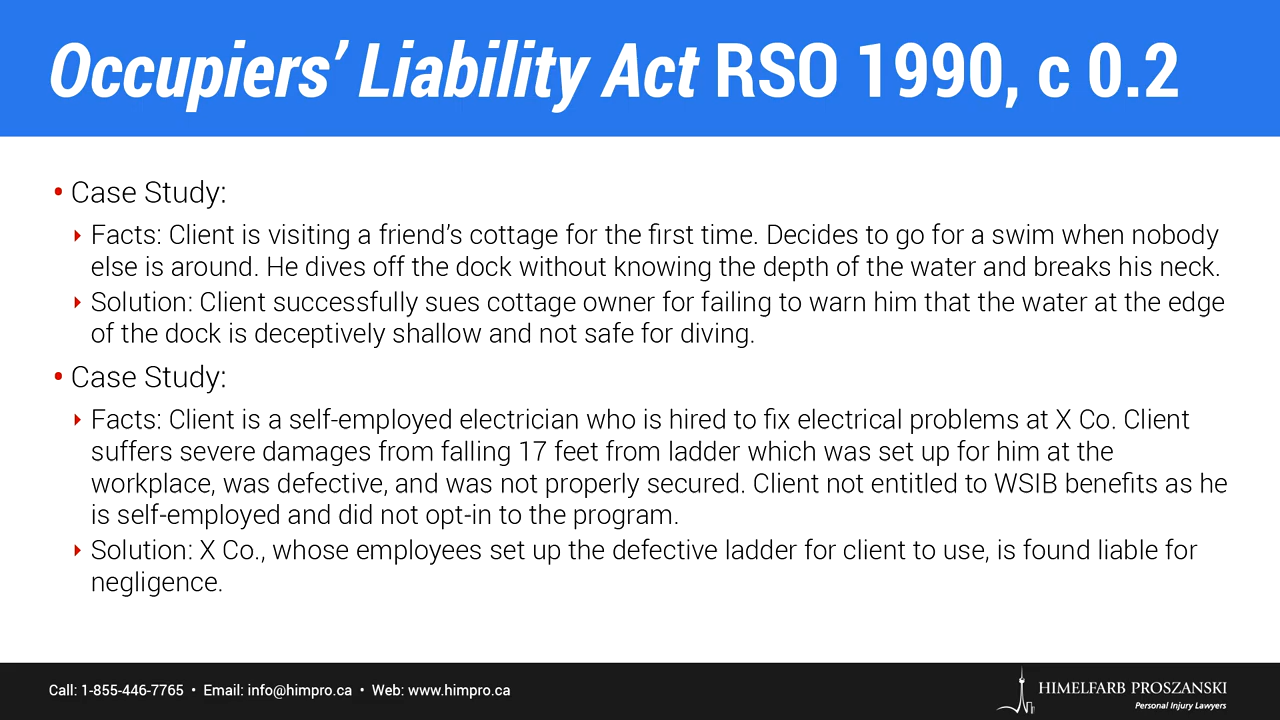 Occupiers’ Liability Act RSO 1990, c 0.2
• Case Study:
Facts: Client is visiting a friend’s cottage for the first time. Decides to go for a swim when nobody
else is around. He dives off the dock without knowing the depth of the water and breaks his neck.
Solution: Client successfully sues cottage owner for failing to warn him that the water at the edge
of the dock is deceptively shallow and not safe for diving.
• Case Study:
Facts: Client is a self-employed electrician who is hired to fix electrical problems at X Co. Client
suffers severe damages from falling 17 feet from ladder which was set up for him at the
workplace, was defective, and was not properly secured. Client not entitled to WSIB benefits as he
is self-employed and did not opt-in to the program.
Solution: X Co., whose employees set up the defective ladder for client to use, is found liable for
negligence.
Call: 1-855-446-7765 • Email: info@himpro.ca • Web: www.himpro.ca
HIMELFARB PROSZANSKI
Personal Injury Lawyers